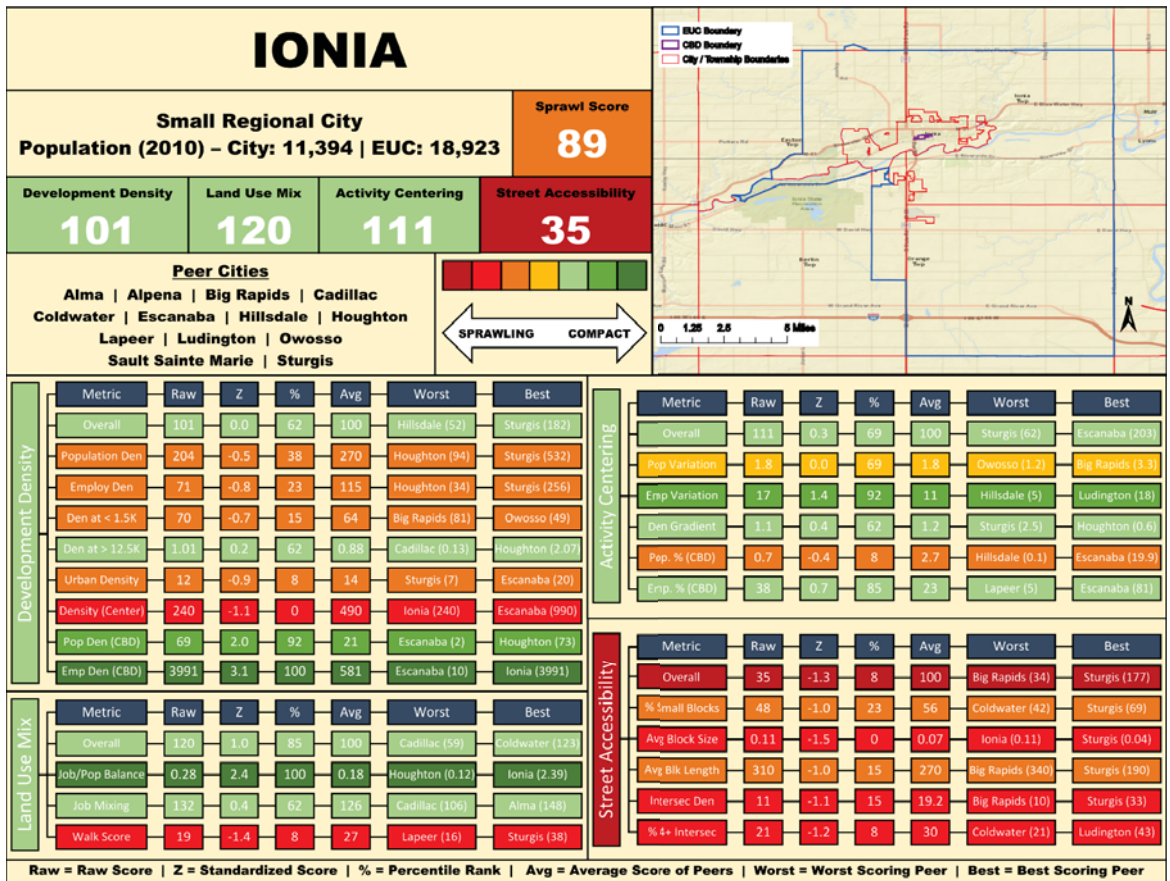 IONIA
Small Regional City
Population (2010) – City: 11,394 | EUC: 18,923
Sprawl Score
89
Development Density
101
Land Use Mix
120
Activity Centering
111
Street Accessibility
35
Peer Cities
Alma | Alpena | Big Rapids | Cadillac
Coldwater | Escanaba | Hillsdale | Houghton
Lapeer | Ludington | Owosso
Sault Sainte Marie | Sturgis
SPRAWLING COMPACT
EUC Boundary
CBD Boundary
City / Township Boundaries
Ionia Twp
Easton Twp
Berlin Twp
Orange Twp
Ionia State Recreation Area
0 1.25 2.5 5 Miles
N
Development Density
Metric Raw Z % Avg Worst Best
Overall 101 0.0 62 100 Hillsdale (52) Sturgis (182)
Population Den 204 -0.5 38 270 Houghton (94) Sturgis (532)
Employ Den 71 -0.8 23 115 Houghton (34) Sturgis (256)
Den at < 1.5K 70 -0.7 15 64 Big Rapids (81) Owosso (49)
Den at > 12.5K 1.01 0.2 62 0.88 Cadillac (0.13) Houghton (2.07)
Urban Density 12 -0.9 8 14 Sturgis (7) Escanaba (20)
Density (Center) 240 -1.1 0 490 Ionia (240) Escanaba (990)
Pop Den (CBD) 69 2.0 92 21 Escanaba (2) Houghton (73)
Emp Den (CBD) 3991 3.1 100 581 Escanaba (10) Ionia (3991)
Land Use Mix
Metric Raw Z % Avg Worst Best
Overall 120 1.0 85 100 Cadillac (59) Coldwater (123)
Job/Pop Balance 0.28 2.4 100 0.18 Houghton (0.12) Ionia (2.39)
Job Mixing 132 0.4 62 126 Cadillac (106) Alma (148)
Walk Score 19 -1.4 8 27 Lapeer (16) Sturgis (38)
Activity Centering
Metric Raw Z % Avg Worst Best
Overall 111 0.3 69 100 Sturgis (62) Escanaba (203)
Pop Variation 1.8 0.0 69 1.8 Owosso (1.2) Big Rapids (3.3)
Emp Variation 17 1.4 92 11 Hillsdale (5) Ludington (18)
Den Gradient 1.1 0.4 62 1.2 Sturgis (2.5) Houghton (0.6)
Pop. % (CBD) 0.7 -0.4 8 2.7 Hillsdale (0.1) Escanaba (19.9)
Emp. % (CBD) 38 0.7 85 23 Lapeer (5) Escanaba (81)
Street Accessibility
Metric Raw Z % Avg Worst Best
Overall 35 -1.3 8 100 Big Rapids (34) Sturgis (177)
% Small Blocks 48 -1.0 23 56 Coldwater (42) Sturgis (69)
Avg Block Size 0.11 -1.5 0 0.07 Ionia (0.11) Sturgis (0.04)
Avg Blk Length 310 -1.0 15 270 Big Rapids (340) Sturgis (190)
Intersec Den 11 -1.1 15 19.2 Big Rapids (10) Sturgis (33)
% 4+ Intersec 21 -1.2 8 30 Coldwater (21) Ludington (43)
Raw = Raw Score | Z = Standardized Score | % = Percentile Rank | Avg = Average Score of Peers | Worst = Worst Scoring Peer | Best = Best Scoring Peer